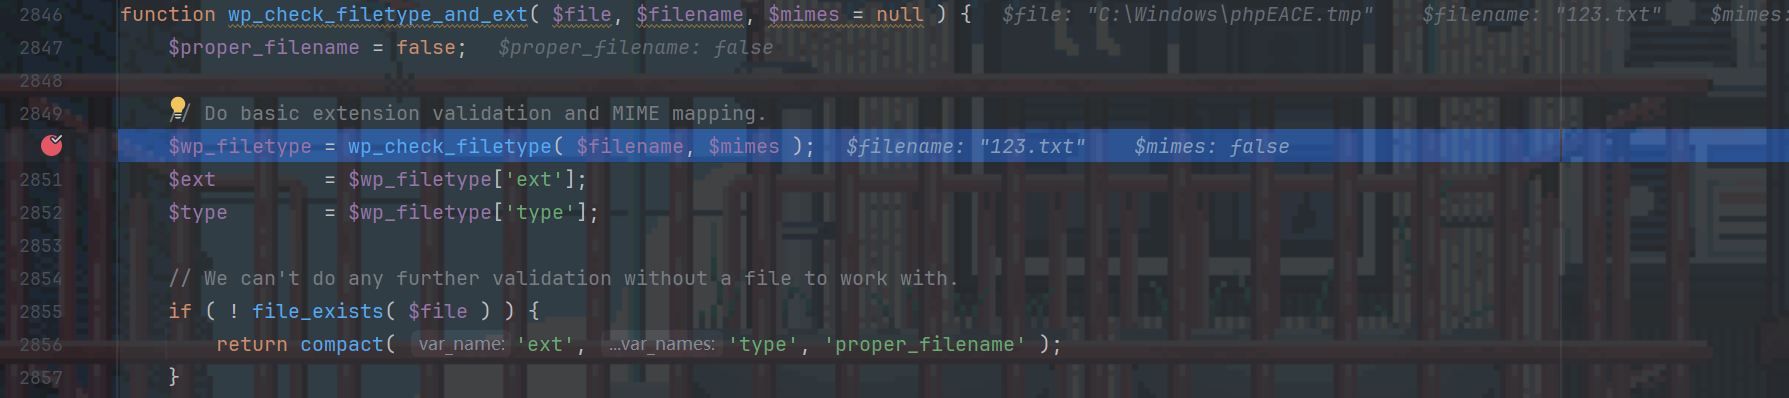 2846 function wp_check_filetype_and_ext( $file, $filename, $mimes = null ) { $file: "C:\Windows\phpEACE.tmp" $filename: "123.txt" $mimes:
2847 $proper_filename = false; $proper_filename: false
2848
2849 // Do basic extension validation and MIME mapping.
$wp_filetype = wp_check_filetype( $filename, $mimes ); $filename: "123.txt" $mimes: false
2851 $ext = $wp_filetype['ext'];
2852 $type = $wp_filetype['type'];
2853
2854 // We can't do any further validation without a file to work with.
2855 if ( ! file_exists( $file ) ) {
2856 return compact( var_name: 'ext', ...var_names: 'type', 'proper_filename' );
2857 }